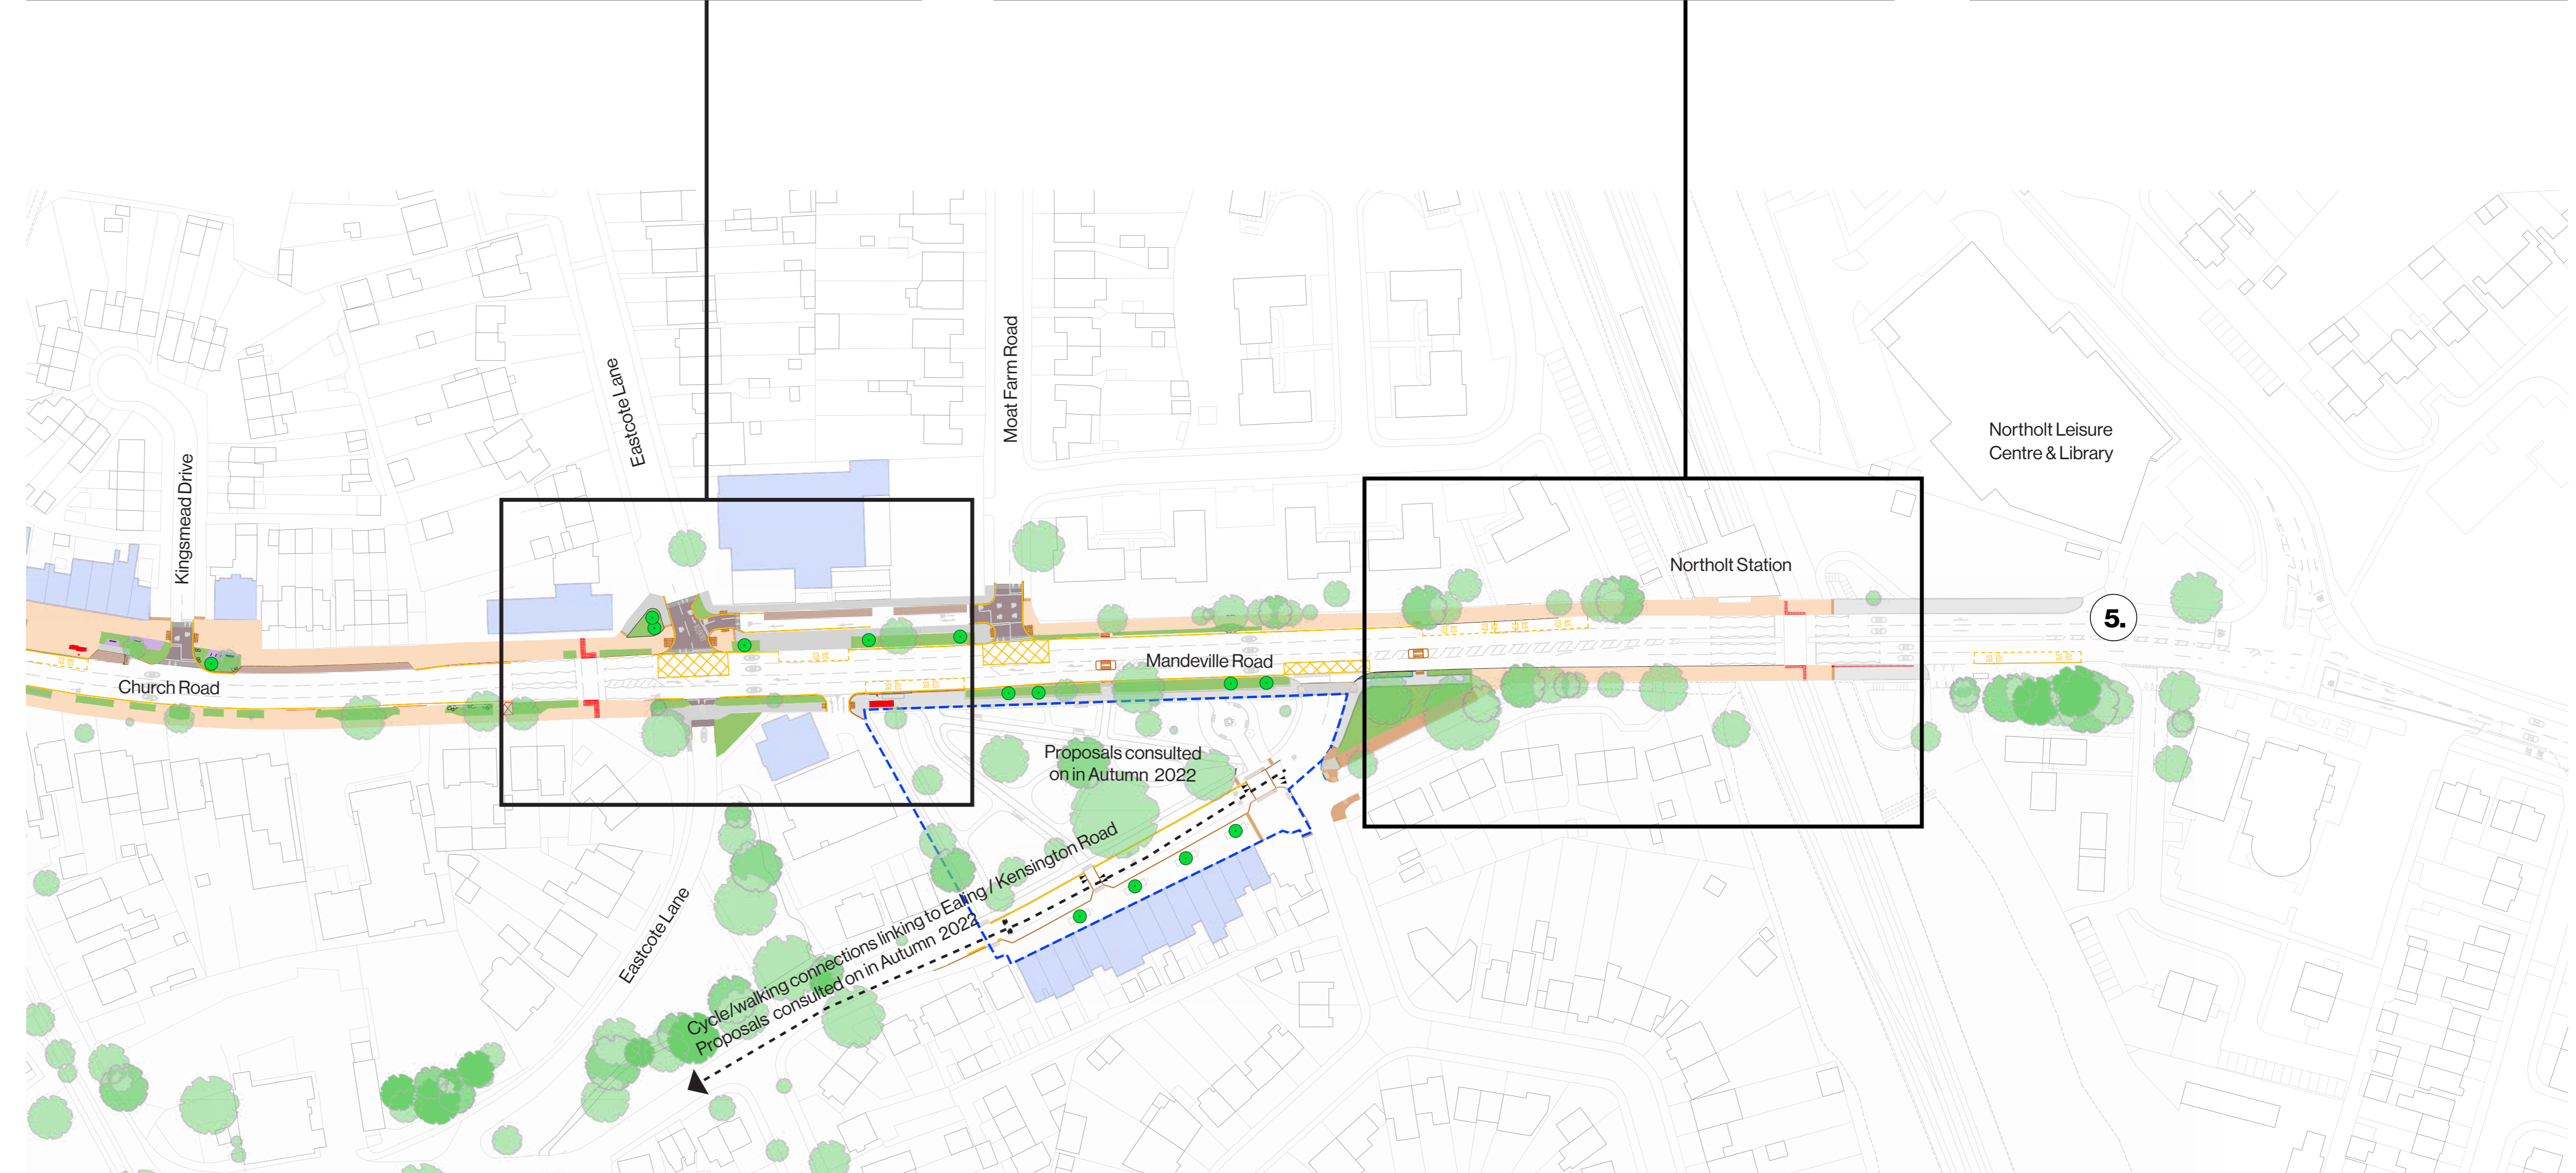 Kingsmead Drive
Eastcote Lane
Moat Farm Road
Northolt Leisure
Centre & Library
Northolt Station
5.
Church Road
Mandeville Road
Proposals consulted
on in Autumn 2022
Cycle/walking connections linking to Ealing / Kensington Road
Proposals consulted on in Autumn 2022
Eastcote Lane